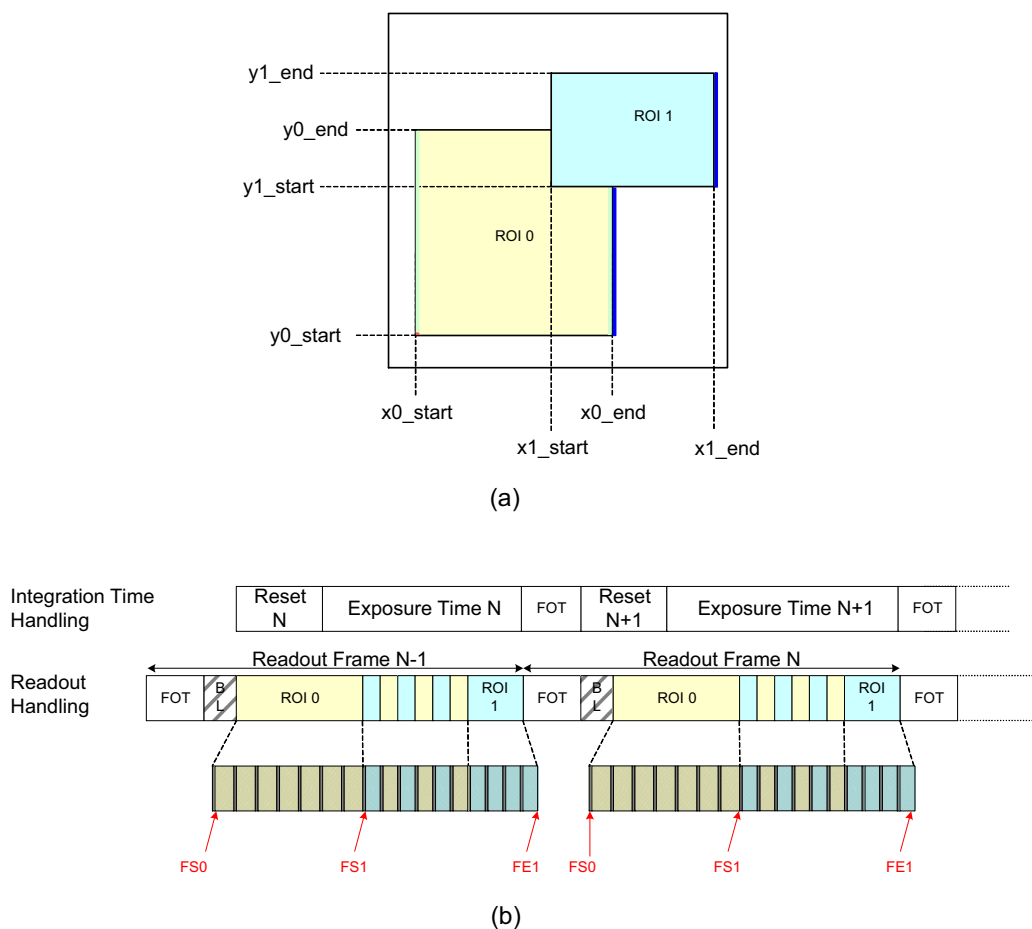 y1_end
ROI 1
y0_end
y1_start
ROI 0
y0_start
x0_start
x0_end
x1_start
x1_end
(a)
Integration Time
Handling
Reset
N
Exposure Time N
FOT
Reset
N+1
Exposure Time N+1
FOT
Readout Frame N-1
Readout Frame N
Readout
Handling
FOT
B
L
ROI 0
ROI
1
FOT
B
L
ROI 0
ROI
1
FOT
FS0
FS1
FE1
FS0
FS1
FE1
(b)